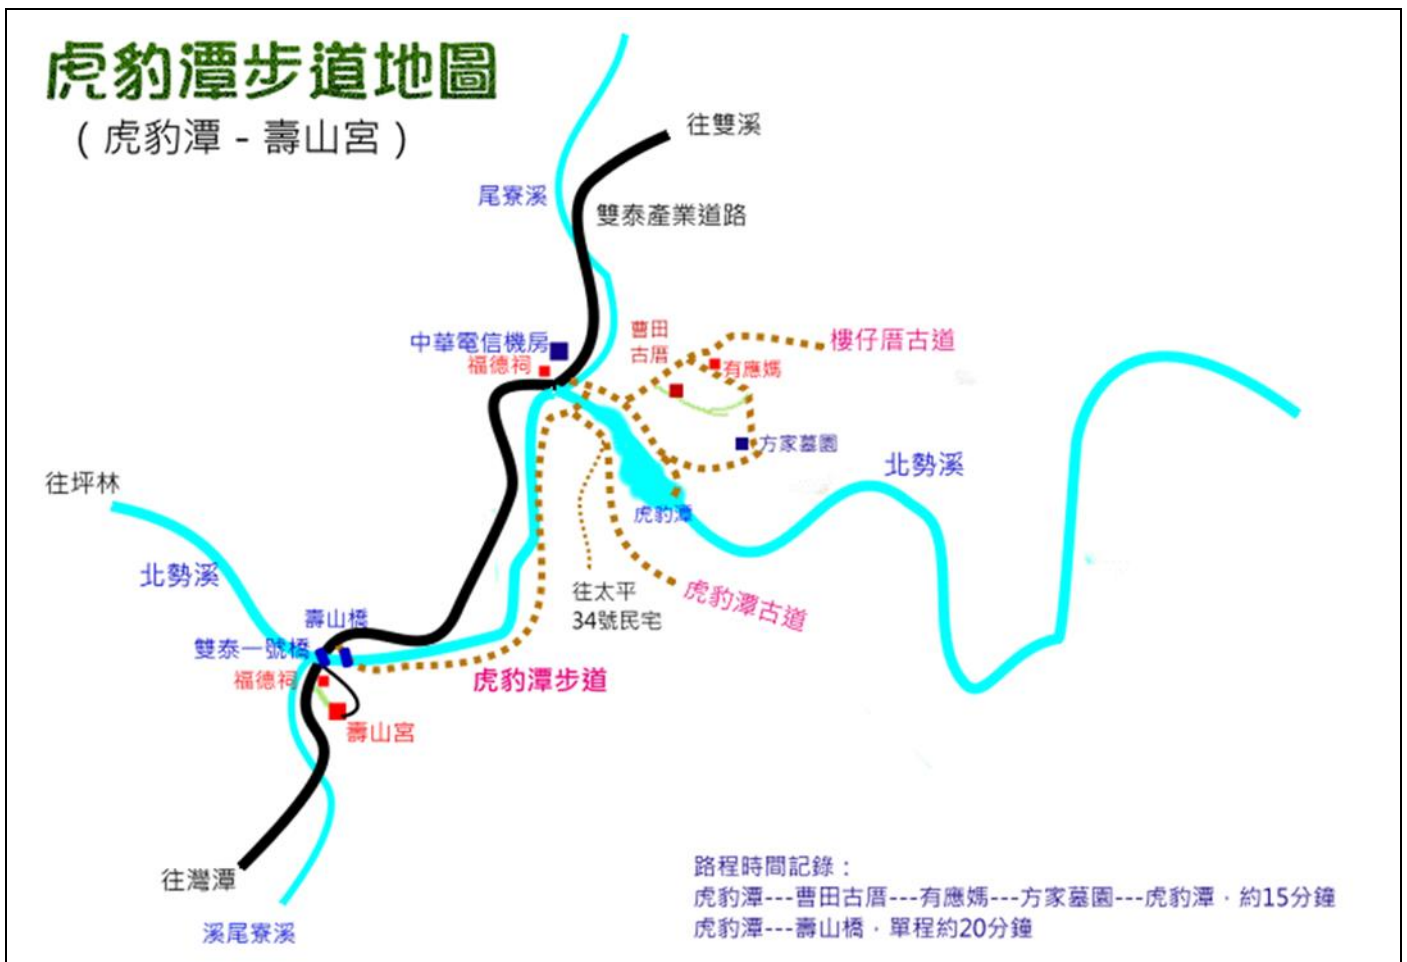 虎豹潭步道地圖
( 虎豹潭 - 壽山宮 )
往雙溪
尾寮溪
雙泰產業道路
中華電信機房
福德祠
曹田
古厝
有應媽
樓仔厝古道
方家墓園
北勢溪
往坪林
虎豹潭
北勢溪
往太平
34號民宅
虎豹潭古道
壽山橋
雙泰一號橋
福德祠
虎豹潭步道
壽山宮
往灣潭
溪尾寮溪
路程時間記錄：
虎豹潭---曹田古厝---有應媽---方家墓園---虎豹潭，約15分鐘
虎豹潭---壽山橋，單程約20分鐘